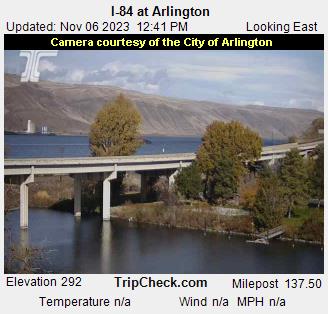 I-84 at Arlington
Updated: Nov 06 2023 12:41 PM Looking East
Camera courtesy of the City of Arlington
Elevation 292 TripCheck.com Milepost 137.50
Temperature n/a Wind n/a MPH n/a